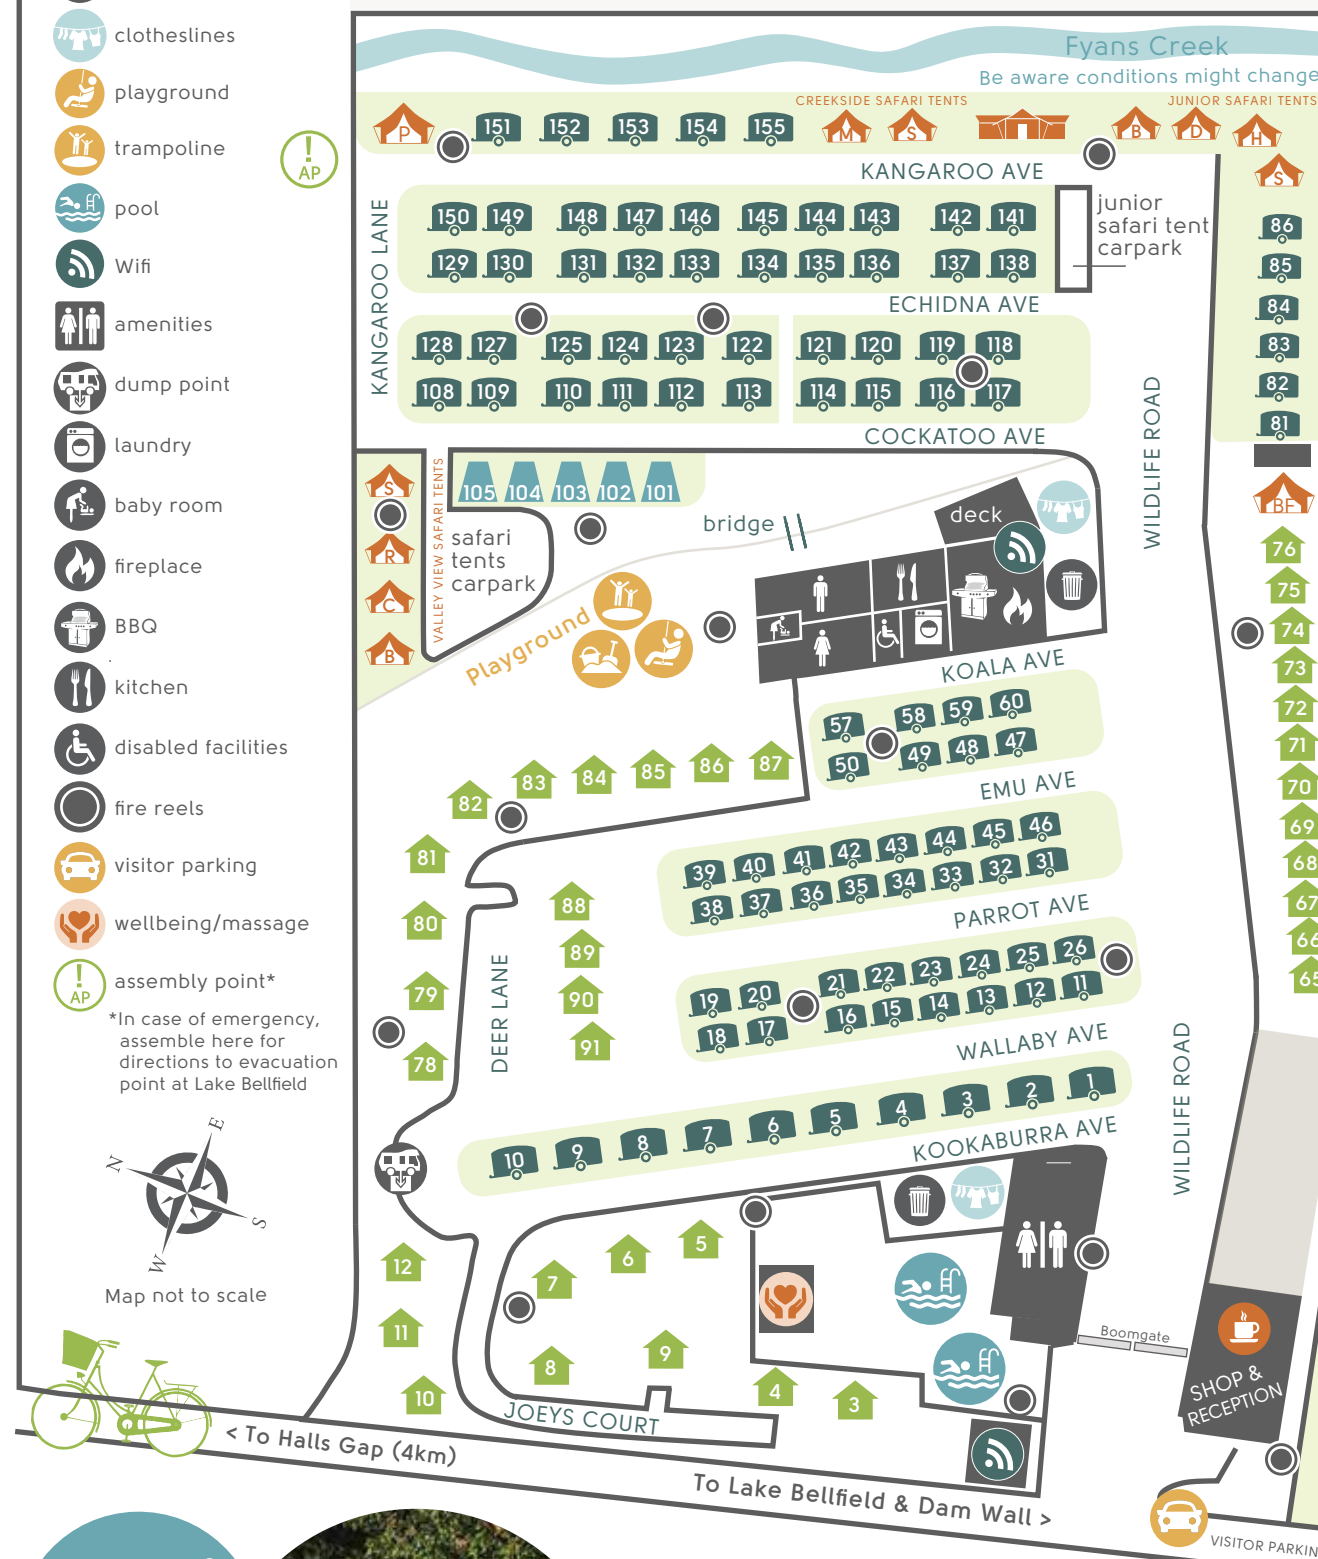 clotheslines
playground
trampoline
pool
Wifi
amenities
dump point
laundry
baby room
fireplace
BBQ
kitchen
disabled facilities
fire reels
visitor parking
wellbeing/massage
! AP
assembly point*
*In case of emergency,
assemble here for
directions to evacuation
point at Lake Bellfield
N
E
S
W
Map not to scale
! AP
Fyans Creek
Be aware conditions might change
CREEKSIDE SAFARI TENTS
JUNIOR SAFARI TENTS
P 151 152 153 154 155 M S B D H
S
KANGAROO AVE
KANGAROO LANE
150 149 148 147 146 145 144 143 142 141
129 130 131 132 133 134 135 136 137 138
junior
safari tent
carpark
ECHIDNA AVE
128 127 125 124 123 122 121 120 119 118
108 109 110 111 112 113 114 115 116 117
COCKATOO AVE
WILDLIFE ROAD
86
85
84
83
82
81
BF
76
75
74
73
72
71
70
69
68
67
66
65
S
R
C
B
VALLEY VIEW SAFARI TENTS
105 104 103 102 101
safari
tents
carpark
bridge
deck
Playground
KOALA AVE
57 58 59 60
50 49 48 47
EMU AVE
82 83 84 85 86 87
81
80
79
78
88
89
90
91
DEER LANE
39 40 41 42 43 44 45 46
38 37 36 35 34 33 32 31
PARROT AVE
19 20 21 22 23 24 25 26
18 17 16 15 14 13 12 11
WALLABY AVE
10 9 8 7 6 5 4 3 2 1
KOOKABURRA AVE
WILDLIFE ROAD
12
11
10
7 6 5
8 9 4 3
JOEYS COURT
Boomgate
SHOP &
RECEPTION
< To Halls Gap (4km)
To Lake Bellfield & Dam Wall >
VISITOR PARKIN